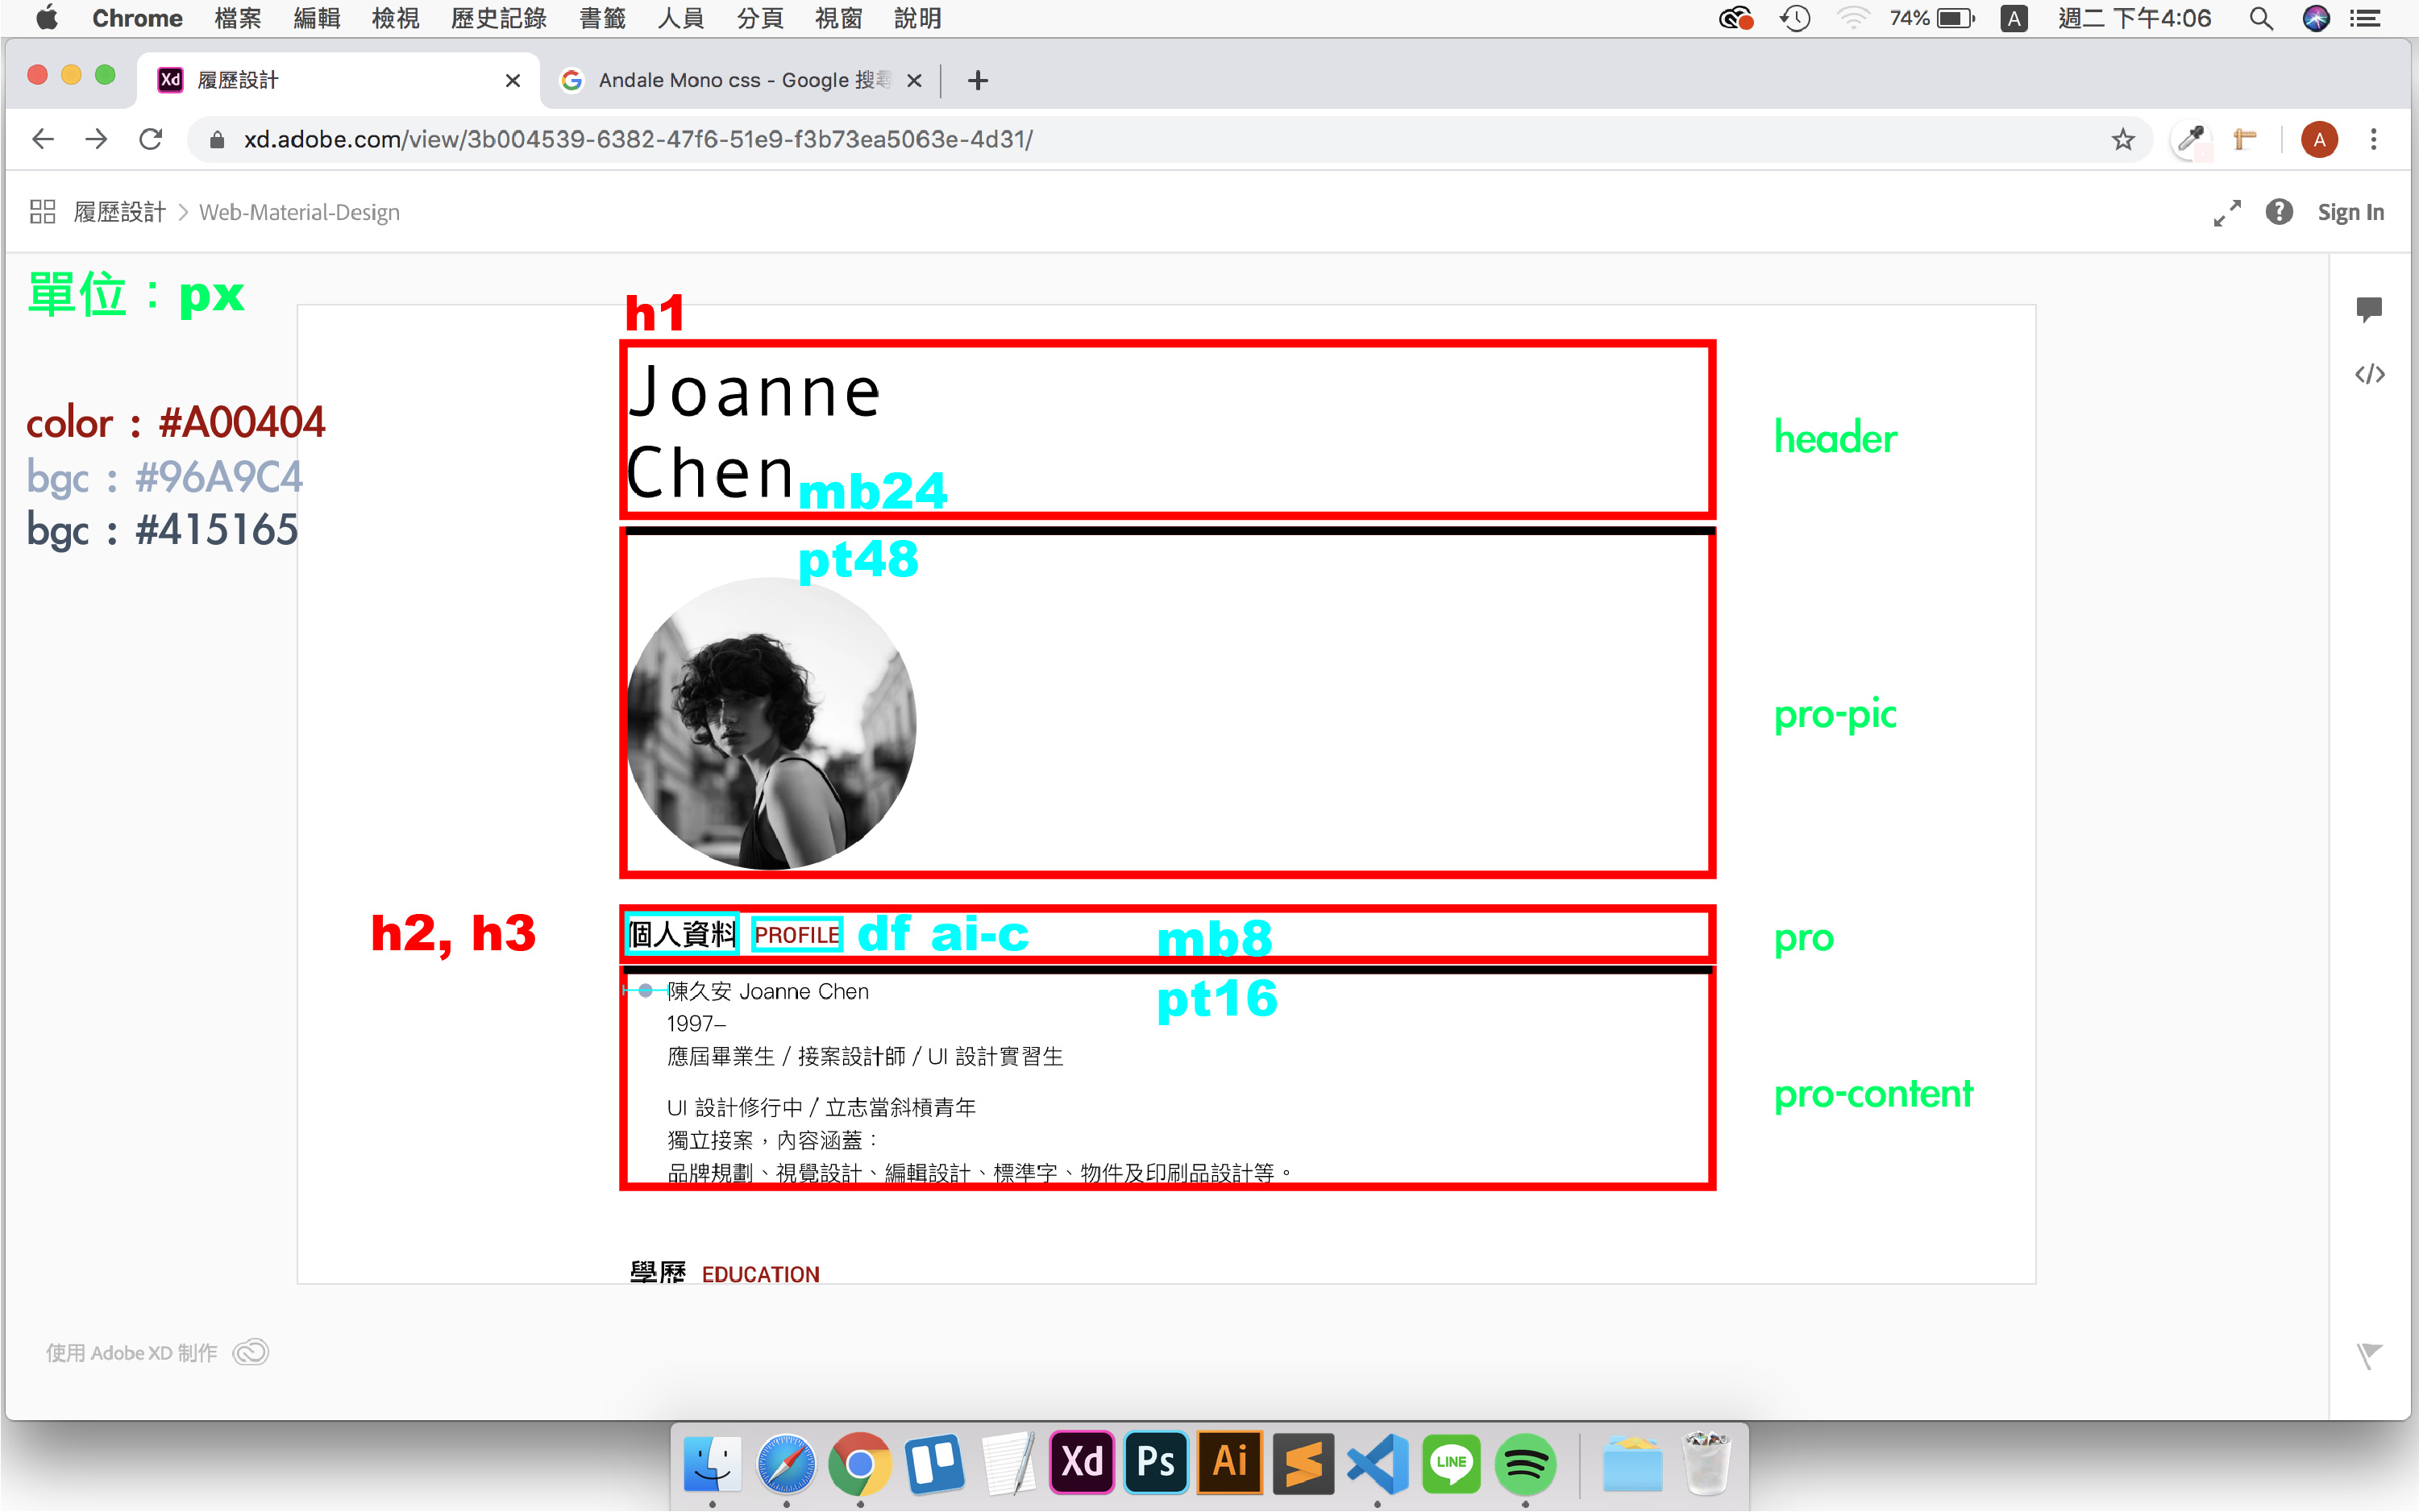 Chrome 檔案 編輯 檢視 歷史記錄 書籤 人員 分頁 視窗 說明 74% A 週二 下午4:06
Xd 履歷設計 Andale Mono css - Google 搜尋
xd.adobe.com/view/3b004539-6382-47f6-51e9-f3b73ea5063e-4d31/ A
履歷設計 Web-Material-Design Sign In
單位：px
h1
Joanne
Chen
mb24
header
color : #A00404
bgc : #96A9C4
bgc : #415165
pt48
pro-pic
h2, h3
個人資料 PROFILE df ai-c mb8
pro
陳久安 Joanne Chen
pt16
1997–
應屆畢業生 / 接案設計師 / UI 設計實習生
UI 設計修行中 / 立志當斜槓青年
獨立接案，內容涵蓋：
品牌規劃、視覺設計、編輯設計、標準字、物件及印刷品設計等。
pro-content
學歷 EDUCATION
使用 Adobe XD 制作
Xd Ps Ai LINE